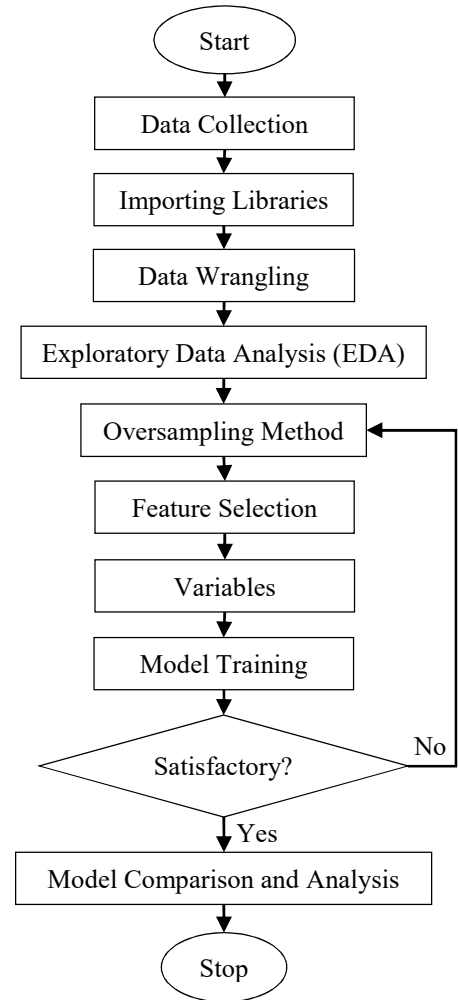 Start
Data Collection
Importing Libraries
Data Wrangling
Exploratory Data Analysis (EDA)
Oversampling Method
Feature Selection
Variables
Model Training
Satisfactory?
No
Yes
Model Comparison and Analysis
Stop